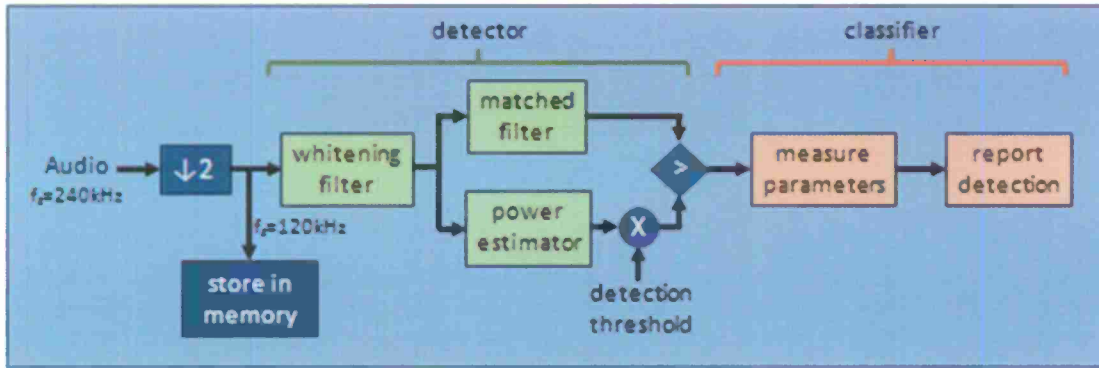 detector
classifier
Audio
fₛ=240kHz
↓2
fₛ=120kHz
store in
memory
whitening
filter
matched
filter
power
estimator
X
detection
threshold
>
measure
parameters
report
detection